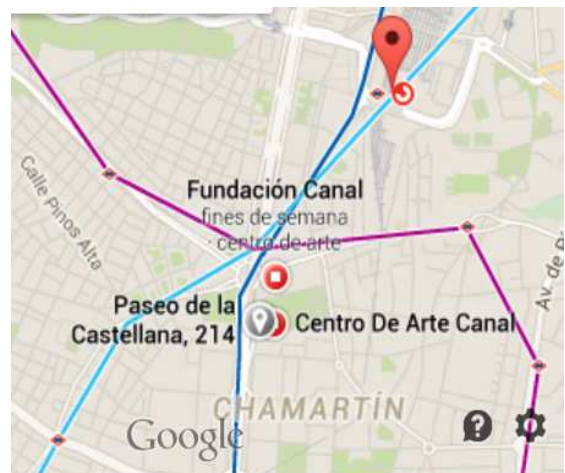 Calle Pinos Alta
Fundación Canal
fines de semana
· centro de arte
Paseo de la
Castellana, 214
Centro De Arte Canal
Av. de
CHAMARTÍN
Google
?